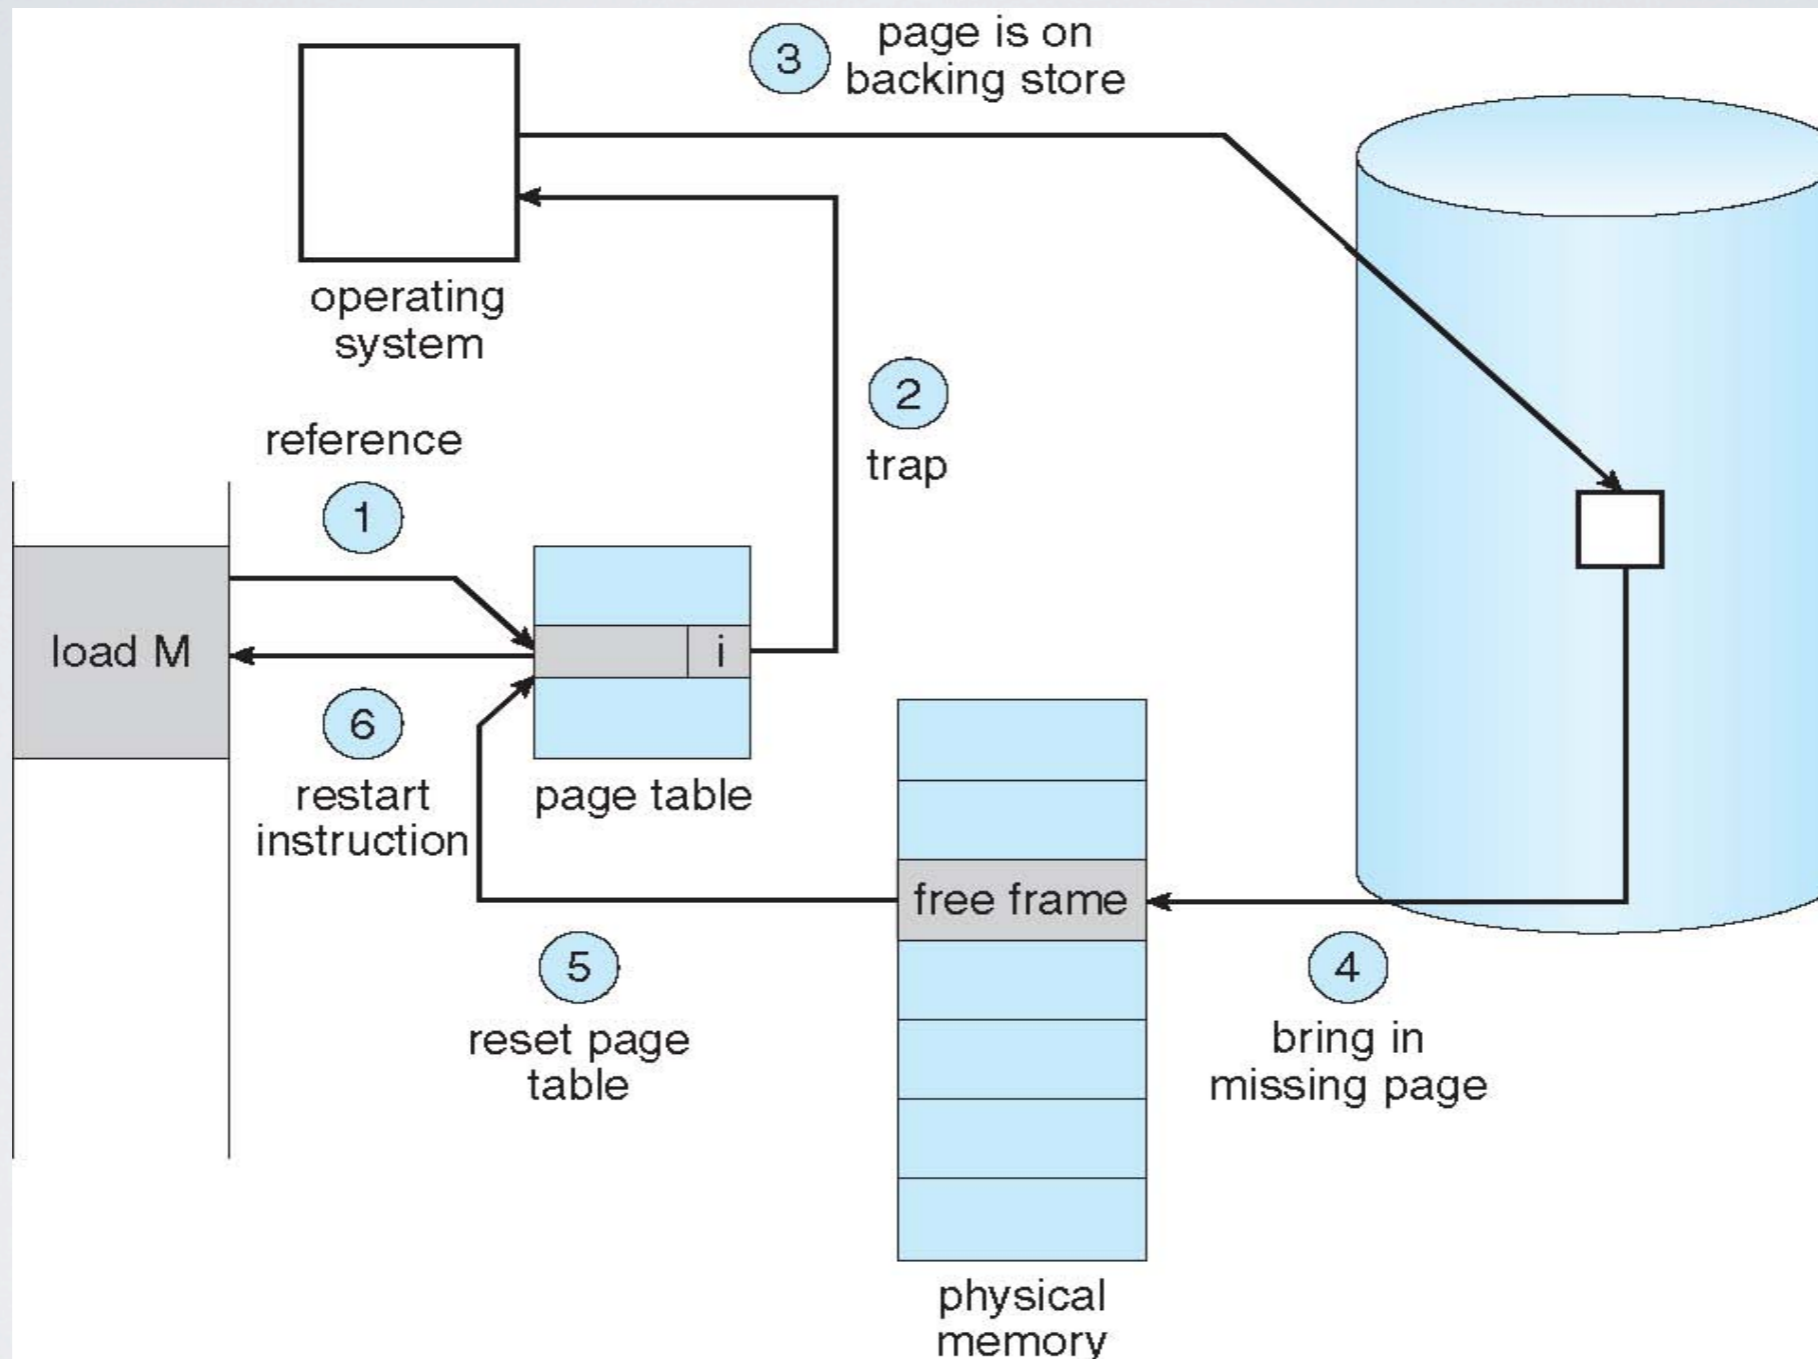 3
page is on
backing store
operating
system
2
trap
reference
1
load M
i
6
restart
instruction
page table
free frame
5
reset page
table
4
bring in
missing page
physical
memory